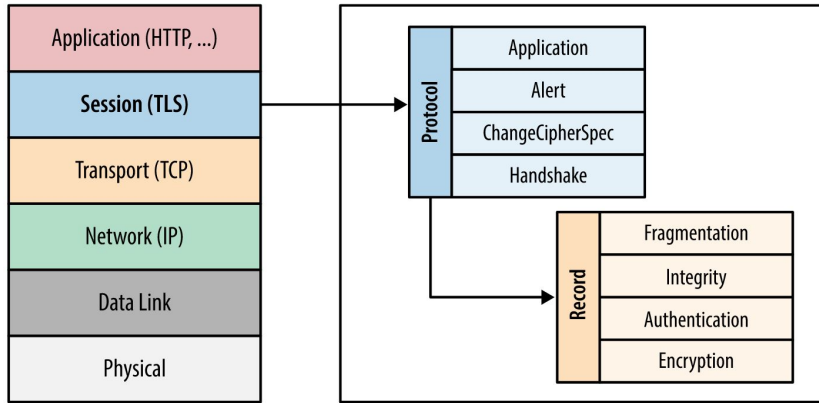 Application (HTTP, ...)
Session (TLS)
Transport (TCP)
Network (IP)
Data Link
Physical
Protocol
Application
Alert
ChangeCipherSpec
Handshake
Record
Fragmentation
Integrity
Authentication
Encryption